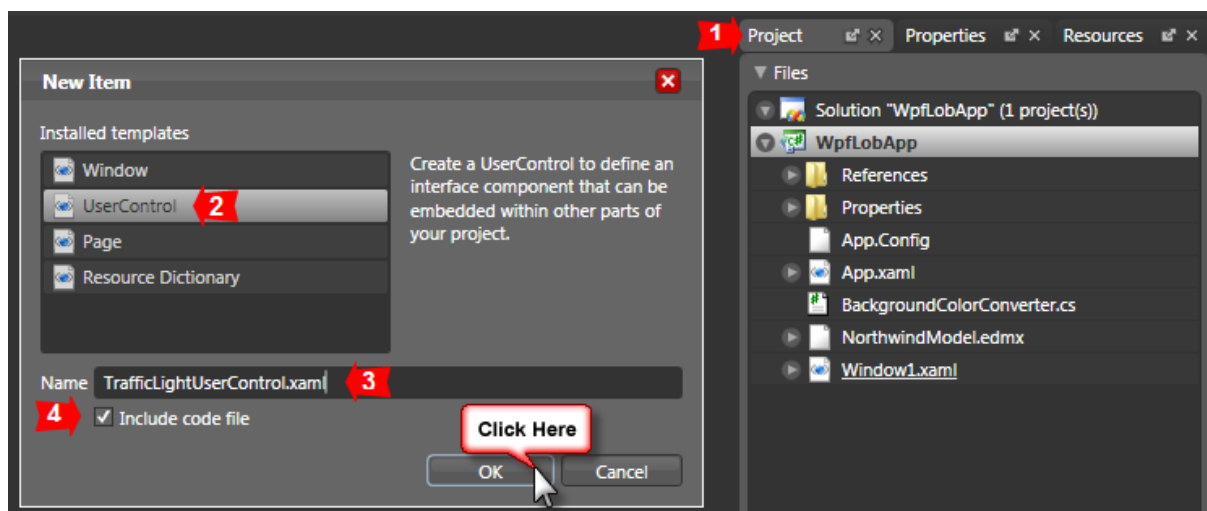 1
Project
Properties
Resources
New Item
Files
Installed templates
Solution "WpfLobApp" (1 project(s))
WpfLobApp
Window
UserControl
2
Page
Resource Dictionary
Create a UserControl to define an
interface component that can be
embedded within other parts of
your project.
References
Properties
App.Config
App.xaml
BackgroundColorConverter.cs
NorthwindModel.edmx
Window1.xaml
Name TrafficLightUserControl.xaml 3
4 Include code file
Click Here
OK
Cancel